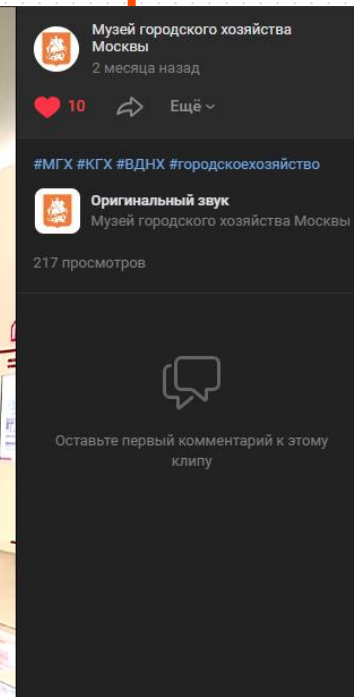 Музей городского хозяйства
Москвы
2 месяца назад
10
Ещё
#МГХ #КГХ #ВДНХ #городскоехозяйство
Оригинальный звук
Музей городского хозяйства Москвы
217 просмотров
Оставьте первый комментарий к этому
клипу